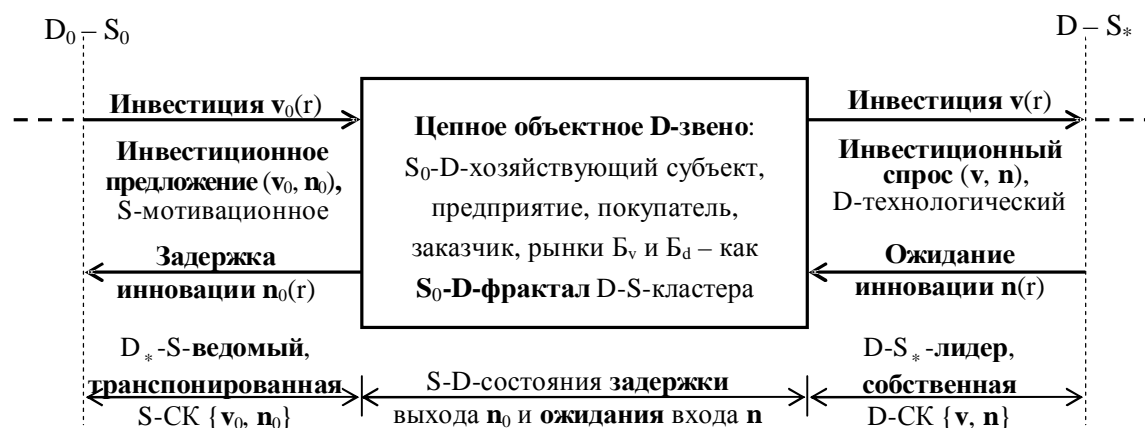 D₀ – S₀
D – S*
Инвестиция v₀(r)
Инвестиционное
предложение (v₀, n₀),
S-мотивационное
Задержка
инновации n₀(r)
Цепное объектное D-звено:
S₀-D-хозяйствующий субъект,
предприятие, покупатель,
заказчик, рынки Бᵥ и Б_d – как
S₀-D-фрактал D-S-кластера
Инвестиция v(r)
Инвестиционный
спрос (v, n),
D-технологический
Ожидание
инновации n(r)
D*-S-ведомый,
транспонированная
S-СК {v₀, n₀}
S-D-состояния задержки
выхода n₀ и ожидания входа n
D-S*-лидер,
собственная
D-СК {v, n}